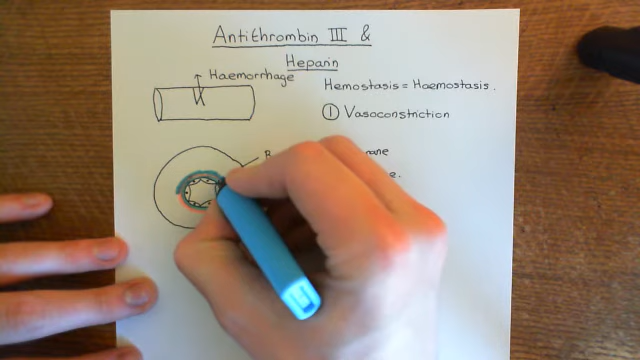 Antithrombin III &
Heparin
Haemorrhage
Hemostasis = Haemostasis.
① Vasoconstriction